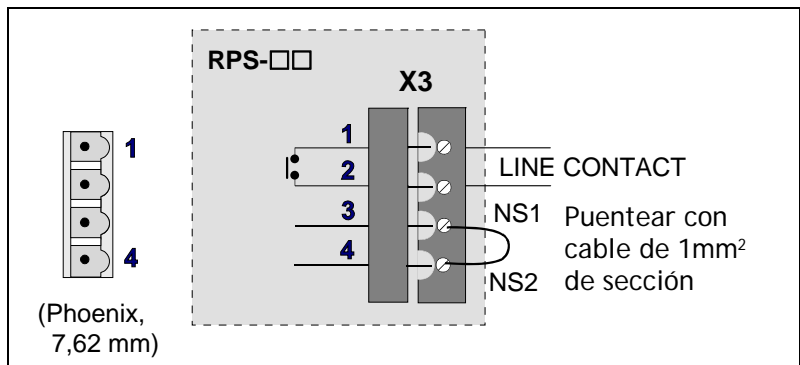 RPS-□□
X3
1
1
2
LINE CONTACT
3
NS1
Puentear con
cable de 1mm²
de sección
4
4
NS2
(Phoenix,
7,62 mm)